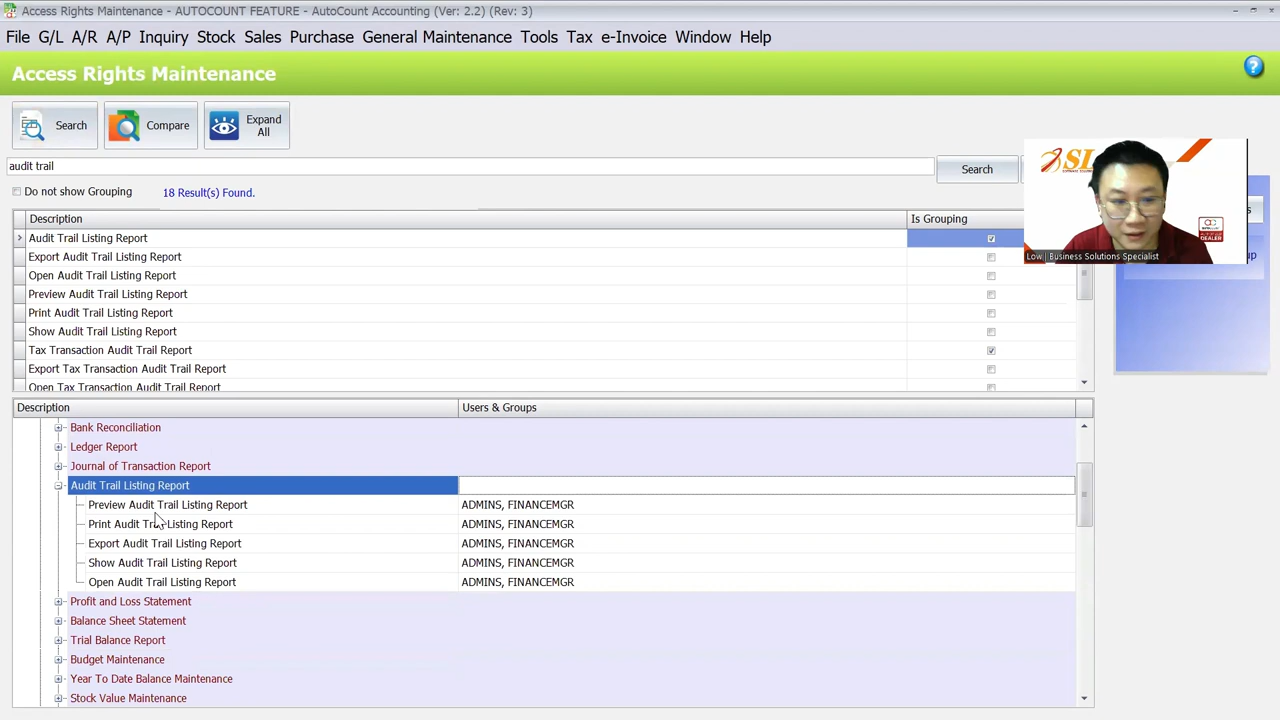 Access Rights Maintenance - AUTOCOUNT FEATURE - AutoCount Accounting (Ver: 2.2) (Rev: 3)
File G/L A/R A/P Inquiry Stock Sales Purchase General Maintenance Tools Tax e-Invoice Window Help
Access Rights Maintenance
Search Compare Expand All
audit trail Search
Do not show Grouping 18 Result(s) Found.
Description Is Grouping
Audit Trail Listing Report
Export Audit Trail Listing Report
Open Audit Trail Listing Report
Preview Audit Trail Listing Report
Print Audit Trail Listing Report
Show Audit Trail Listing Report
Tax Transaction Audit Trail Report
Export Tax Transaction Audit Trail Report
Open Tax Transaction Audit Trail Report
SL
DEALER
Low | Business Solutions Specialist
Description Users & Groups
Bank Reconciliation
Ledger Report
Journal of Transaction Report
Audit Trail Listing Report
Preview Audit Trail Listing Report ADMINS, FINANCEMGR
Print Audit Trail Listing Report ADMINS, FINANCEMGR
Export Audit Trail Listing Report ADMINS, FINANCEMGR
Show Audit Trail Listing Report ADMINS, FINANCEMGR
Open Audit Trail Listing Report ADMINS, FINANCEMGR
Profit and Loss Statement
Balance Sheet Statement
Trial Balance Report
Budget Maintenance
Year To Date Balance Maintenance
Stock Value Maintenance